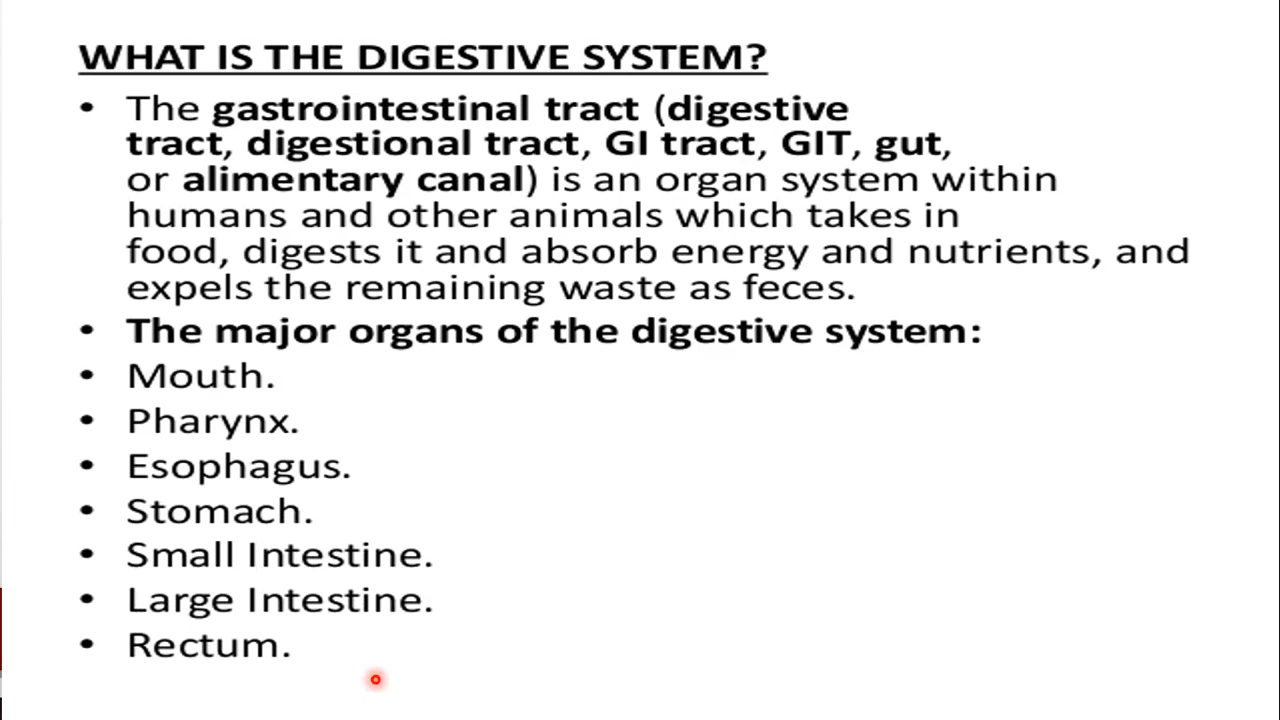 WHAT IS THE DIGESTIVE SYSTEM?
• The gastrointestinal tract (digestive
tract, digestional tract, GI tract, GIT, gut,
or alimentary canal) is an organ system within
humans and other animals which takes in
food, digests it and absorb energy and nutrients, and
expels the remaining waste as feces.
• The major organs of the digestive system:
• Mouth.
• Pharynx.
• Esophagus.
• Stomach.
• Small Intestine.
• Large Intestine.
• Rectum.